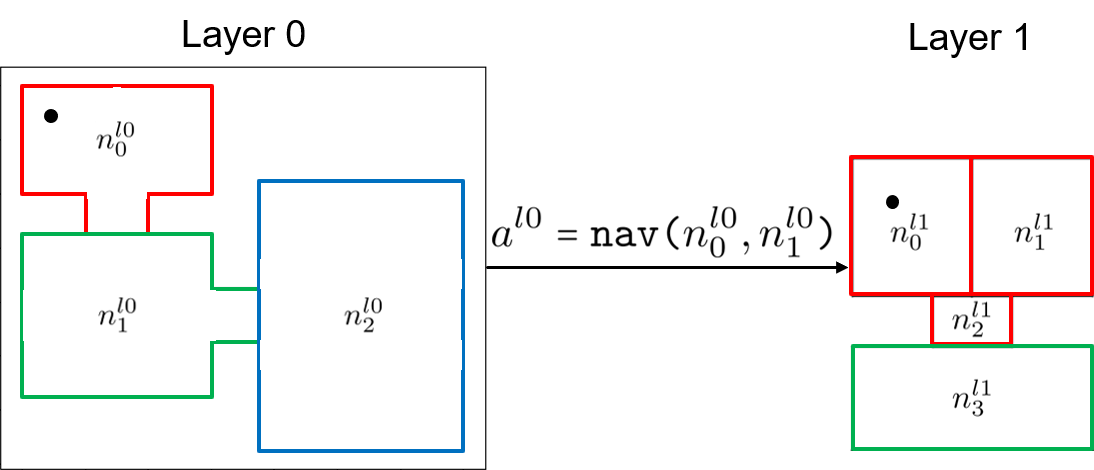 Layer 0
Layer 1
n_0^{l0}
n_1^{l0}
n_2^{l0}
a^{l0} = nav(n_0^{l0}, n_1^{l0})
n_0^{l1}
n_1^{l1}
n_2^{l1}
n_3^{l1}